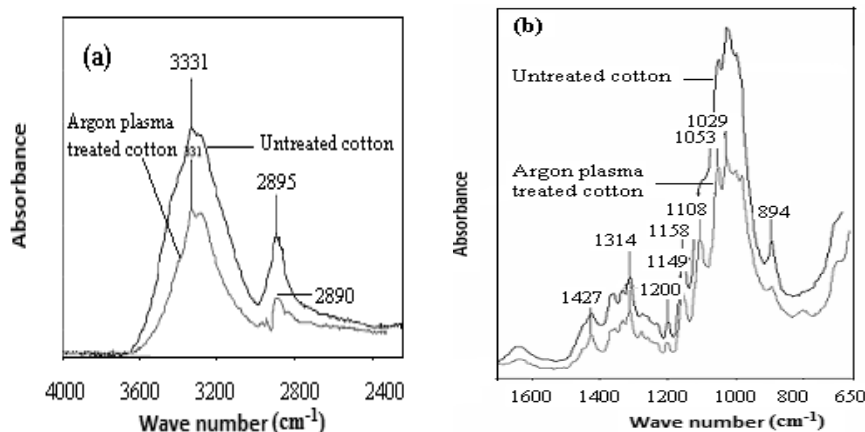 (a)
3331
Argon plasma
treated cotton
Untreated cotton
2895
2890
Absorbance
4000
3600
3200
2800
2400
Wave number (cm-1)
(b)
Untreated cotton
1029
1053
Argon plasma
treated cotton
1108
894
1158
1314
1149
1427
1200
Absorbance
1600
1400
1200
1000
800
650
Wave number (cm-1)